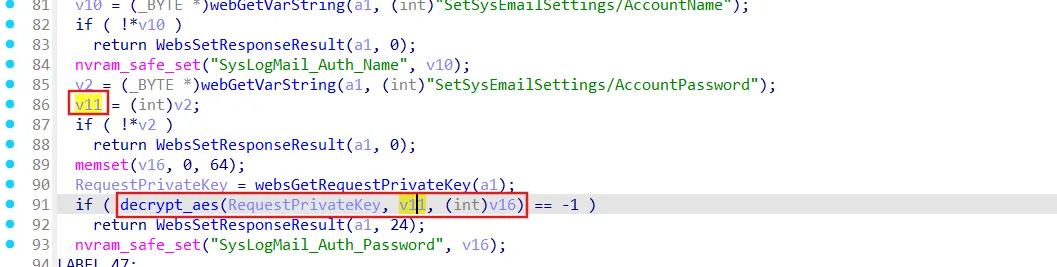 81 v10 = (_BYTE *)webGetVarString(a1, (int)"SetSysEmailSettings/AccountName");
82 if ( !*v10 )
83 return WebsSetResponseResult(a1, 0);
84 nvram_safe_set("SysLogMail_Auth_Name", v10);
85 v2 = (_BYTE *)webGetVarString(a1, (int)"SetSysEmailSettings/AccountPassword");
86 v11 = (int)v2;
87 if ( !*v2 )
88 return WebsSetResponseResult(a1, 0);
89 memset(v16, 0, 64);
90 RequestPrivateKey = websGetRequestPrivateKey(a1);
91 if ( decrypt_aes(RequestPrivateKey, v11, (int)v16) == -1 )
92 return WebsSetResponseResult(a1, 24);
93 nvram_safe_set("SysLogMail_Auth_Password", v16);
94 LABEL_47: